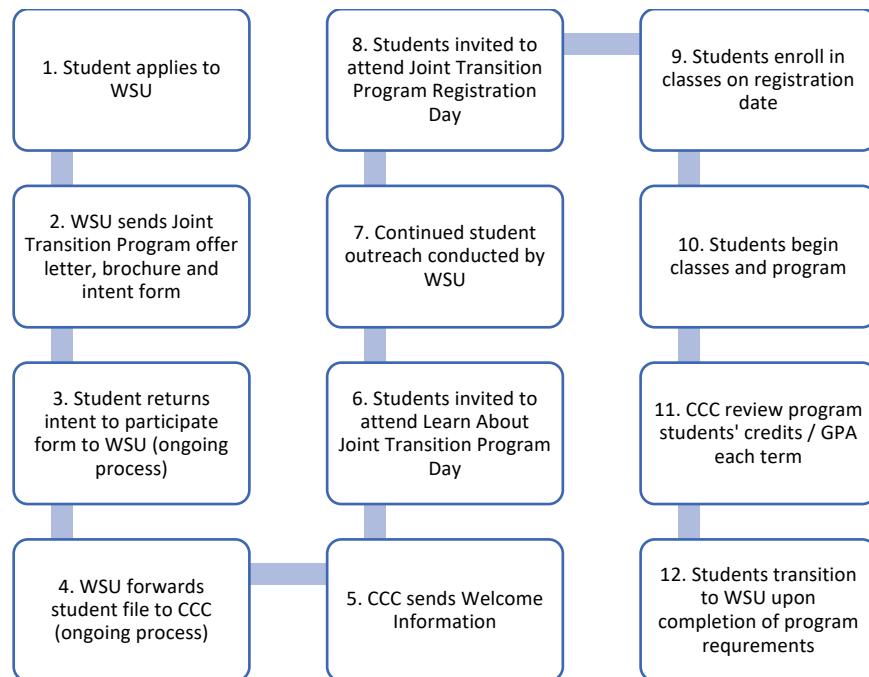 1. Student applies to
WSU
2. WSU sends Joint
Transition Program offer
letter, brochure and
intent form
3. Student returns
intent to participate
form to WSU (ongoing
process)
4. WSU forwards
student file to CCC
(ongoing process)
5. CCC sends Welcome
Information
6. Students invited to
attend Learn About
Joint Transition Program
Day
7. Continued student
outreach conducted by
WSU
8. Students invited to
attend Joint Transition
Program Registration
Day
9. Students enroll in
classes on registration
date
10. Students begin
classes and program
11. CCC review program
students' credits / GPA
each term
12. Students transition
to WSU upon
completion of program
requrements